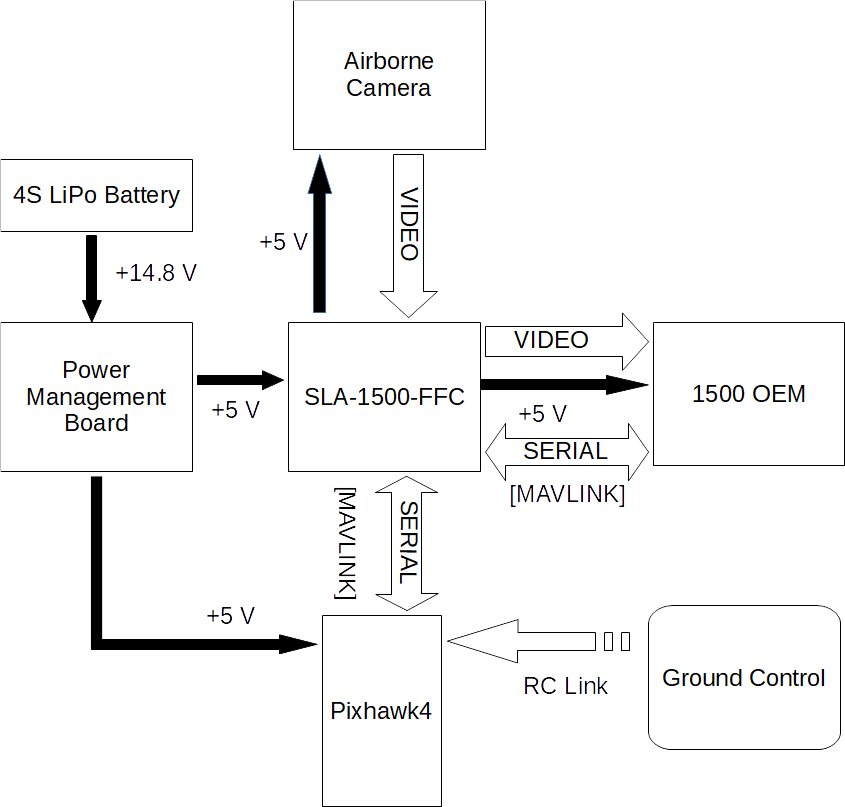 Airborne
Camera
4S LiPo Battery
+5 V
VIDEO
+14.8 V
Power
Management
Board
+5 V
SLA-1500-FFC
VIDEO
+5 V
SERIAL
[MAVLINK]
1500 OEM
[MAVLINK]
SERIAL
+5 V
Pixhawk4
RC Link
Ground Control